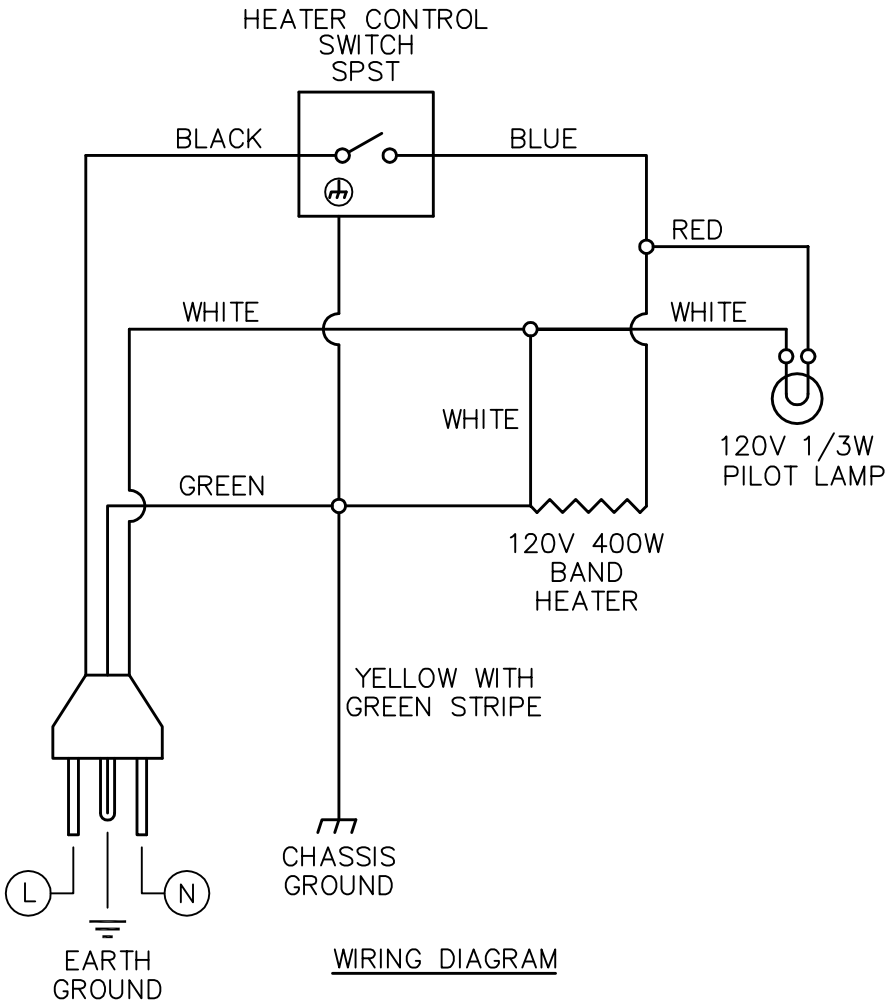 HEATER CONTROL
SWITCH
SPST
BLACK
BLUE
RED
WHITE
WHITE
WHITE
120V 1/3W
PILOT LAMP
GREEN
120V 400W
BAND
HEATER
YELLOW WITH
GREEN STRIPE
CHASSIS
GROUND
L
N
EARTH
GROUND
WIRING DIAGRAM